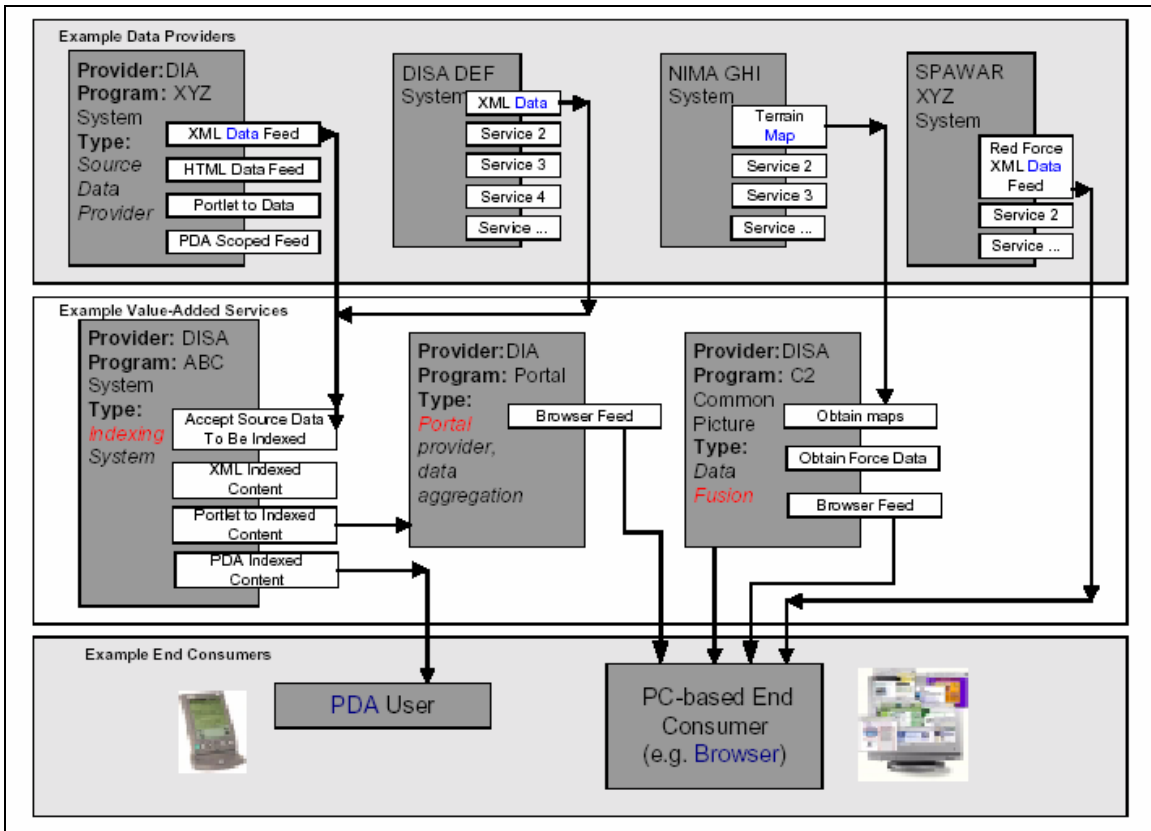 Example Data Providers
Provider:DIA
Program: XYZ
System
Type:
Source
Data
Provider
XML Data Feed
HTML Data Feed
Portlet to Data
PDA Scoped Feed
DISA DEF
System
XML Data
Service 2
Service 3
Service 4
Service ...
NIMA GHI
System
Terrain
Map
Service 2
Service 3
Service ...
SPAWAR
XYZ
System
Red Force
XML Data
Feed
Service 2
Service ...
Example Value-Added Services
Provider: DISA
Program: ABC
System
Type:
Indexing
System
Accept Source Data
To Be Indexed
XML Indexed
Content
Portlet to Indexed
Content
PDA Indexed
Content
Provider:DIA
Program: Portal
Type:
Portal
provider,
data
aggregation
Browser Feed
Provider:DISA
Program: C2
Common
Picture
Type:
Data
Fusion
Obtain maps
Obtain Force Data
Browser Feed
Example End Consumers
PDA User
PC-based End
Consumer
(e.g. Browser)